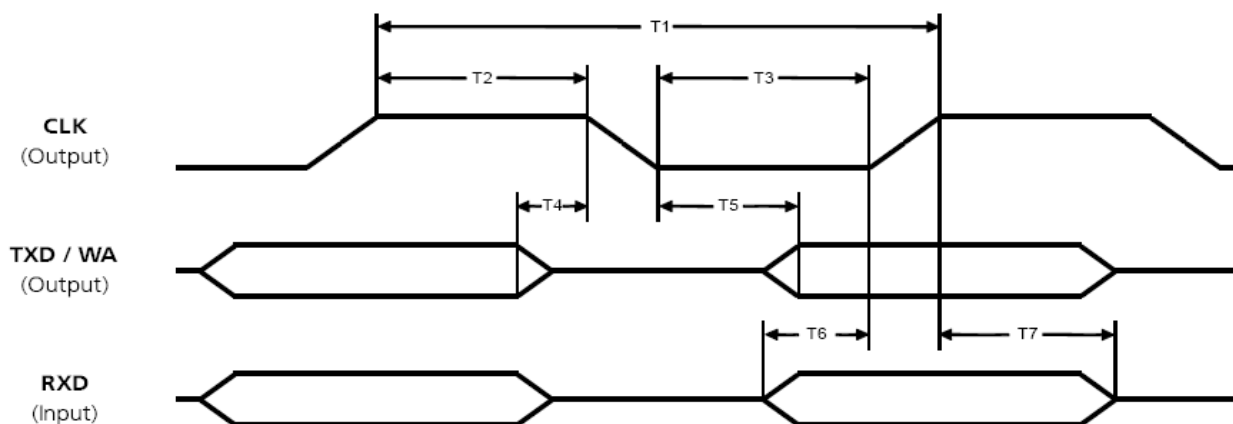 T1
T2
T3
CLK
(Output)
T4
T5
TXD / WA
(Output)
T6
T7
RXD
(Input)